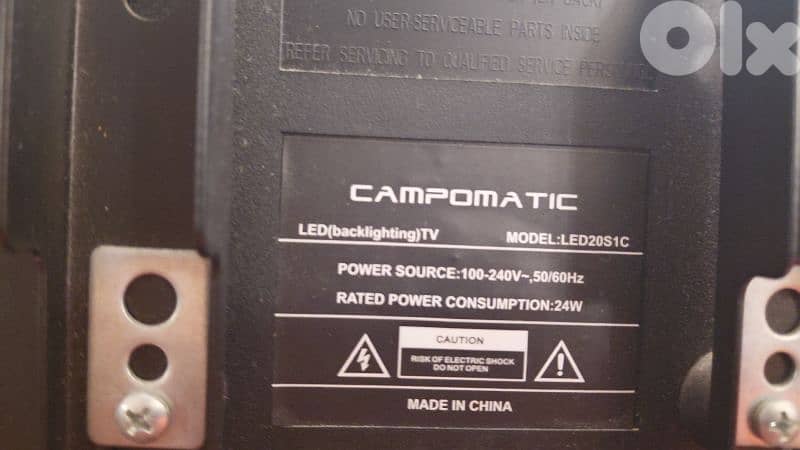 NO USER-SERVICEABLE PARTS INSIDE
REFER SERVICING TO QUALIFIED SERVICE
Olx
CAMPOMATIC
LED(backlighting)TV MODEL:LED20S1C
POWER SOURCE:100-240V~,50/60Hz
RATED POWER CONSUMPTION:24W
CAUTION
RISK OF ELECTRIC SHOCK
DO NOT OPEN
MADE IN CHINA